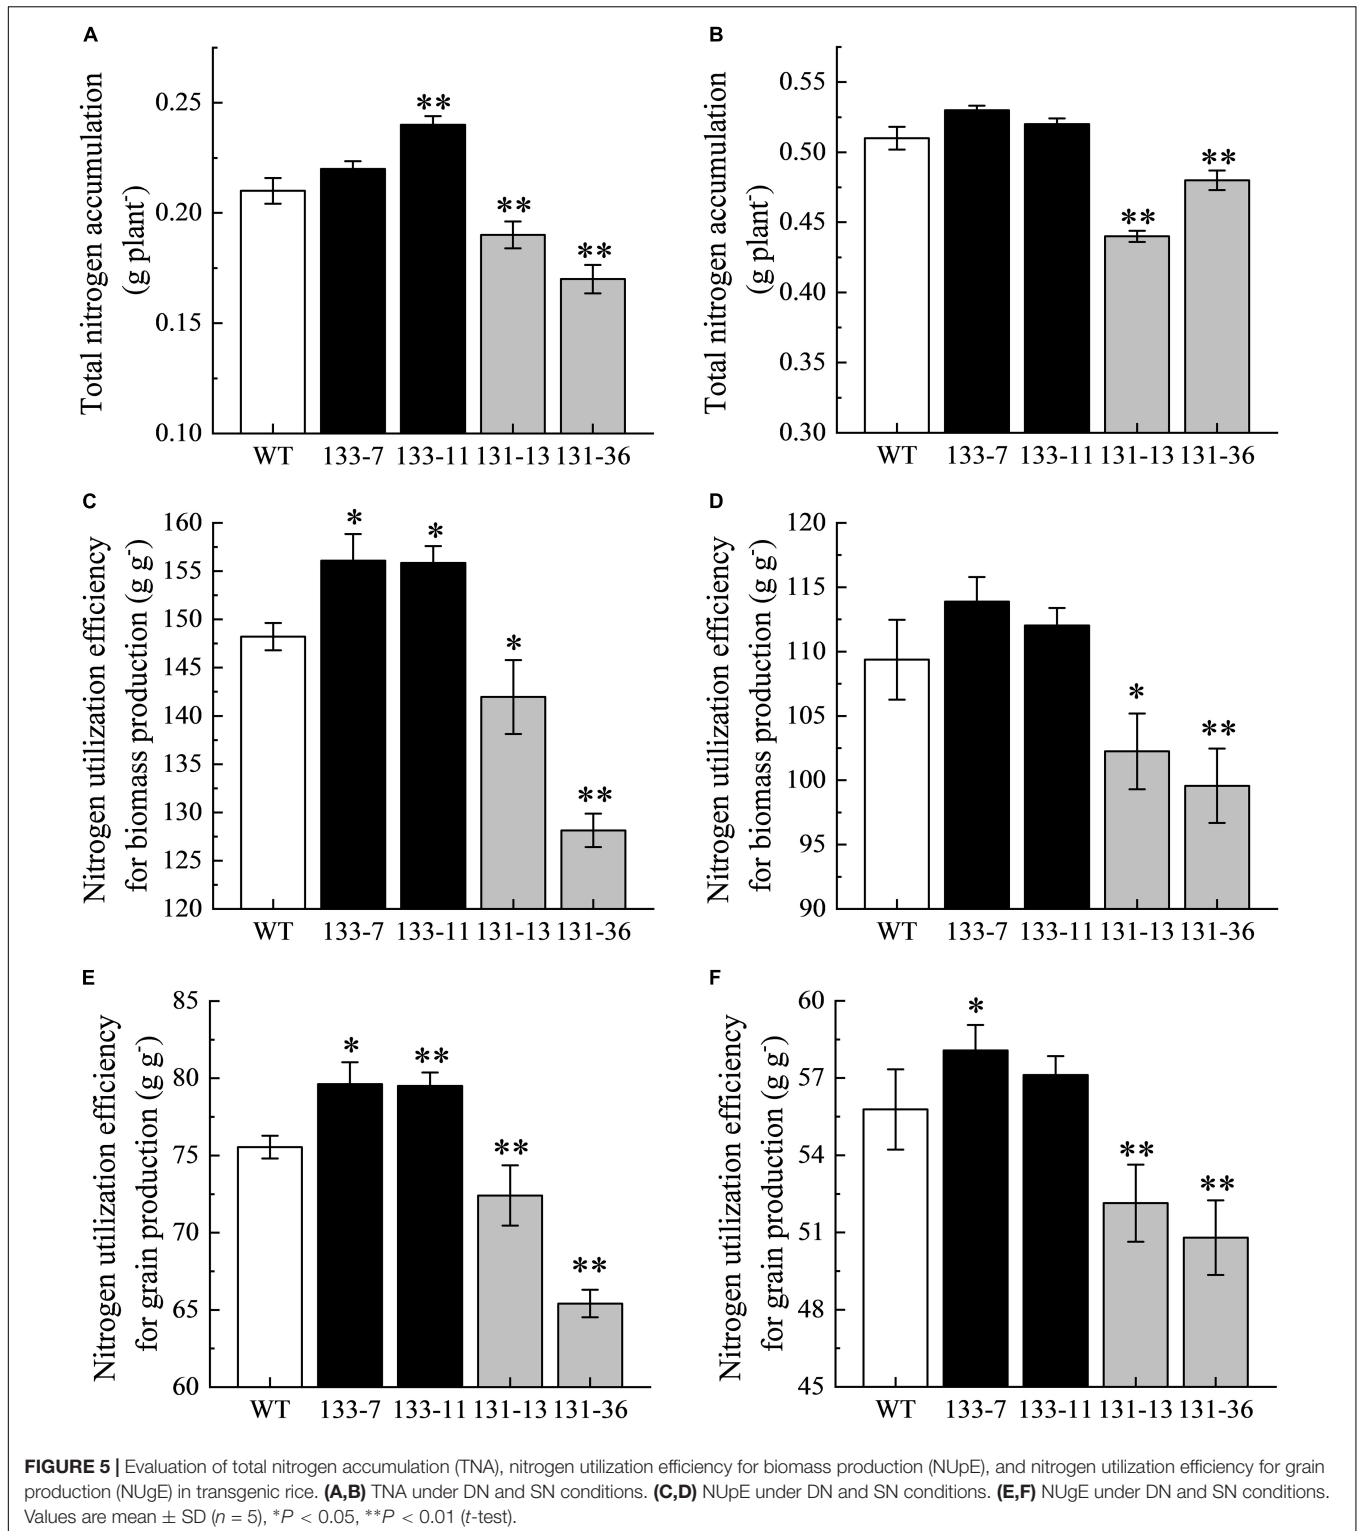 A
Total nitrogen accumulation
(g plant⁻)
0.25
0.20
0.15
0.10
**
**
**
WT 133-7 133-11 131-13 131-36
B
Total nitrogen accumulation
(g plant⁻)
0.55
0.50
0.45
0.40
0.35
0.30
**
**
WT 133-7 133-11 131-13 131-36
C
Nitrogen utilization efficiency
for biomass production (g g⁻)
160
155
150
145
140
135
130
125
120
*
*
*
**
WT 133-7 133-11 131-13 131-36
D
Nitrogen utilization efficiency
for biomass production (g g⁻)
120
115
110
105
100
95
90
*
**
WT 133-7 133-11 131-13 131-36
E
Nitrogen utilization efficiency
for grain production (g g⁻)
85
80
75
70
65
60
*
**
**
**
WT 133-7 133-11 131-13 131-36
F
Nitrogen utilization efficiency
for grain production (g g⁻)
60
57
54
51
48
45
*
**
**
WT 133-7 133-11 131-13 131-36
FIGURE 5 | Evaluation of total nitrogen accumulation (TNA), nitrogen utilization efficiency for biomass production (NUpE), and nitrogen utilization efficiency for grain
production (NUgE) in transgenic rice. (A,B) TNA under DN and SN conditions. (C,D) NUpE under DN and SN conditions. (E,F) NUgE under DN and SN conditions.
Values are mean ± SD (n = 5), *P < 0.05, **P < 0.01 (t-test).